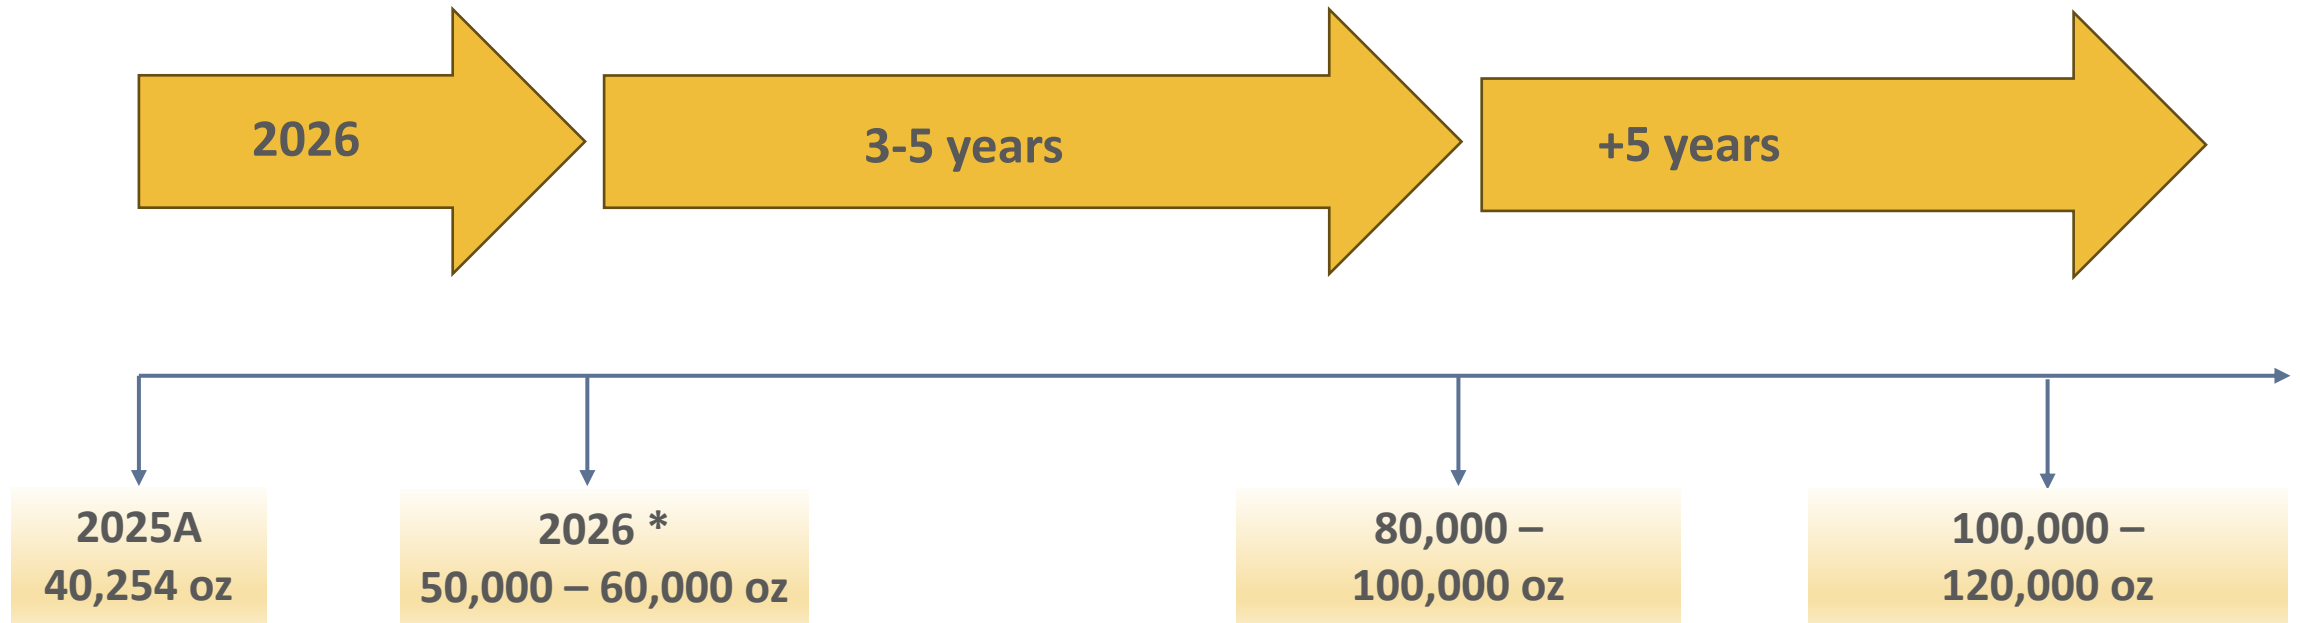 2026
3-5 years
+5 years
2025A
40,254 oz
2026 *
50,000 – 60,000 oz
80,000 –
100,000 oz
100,000 –
120,000 oz